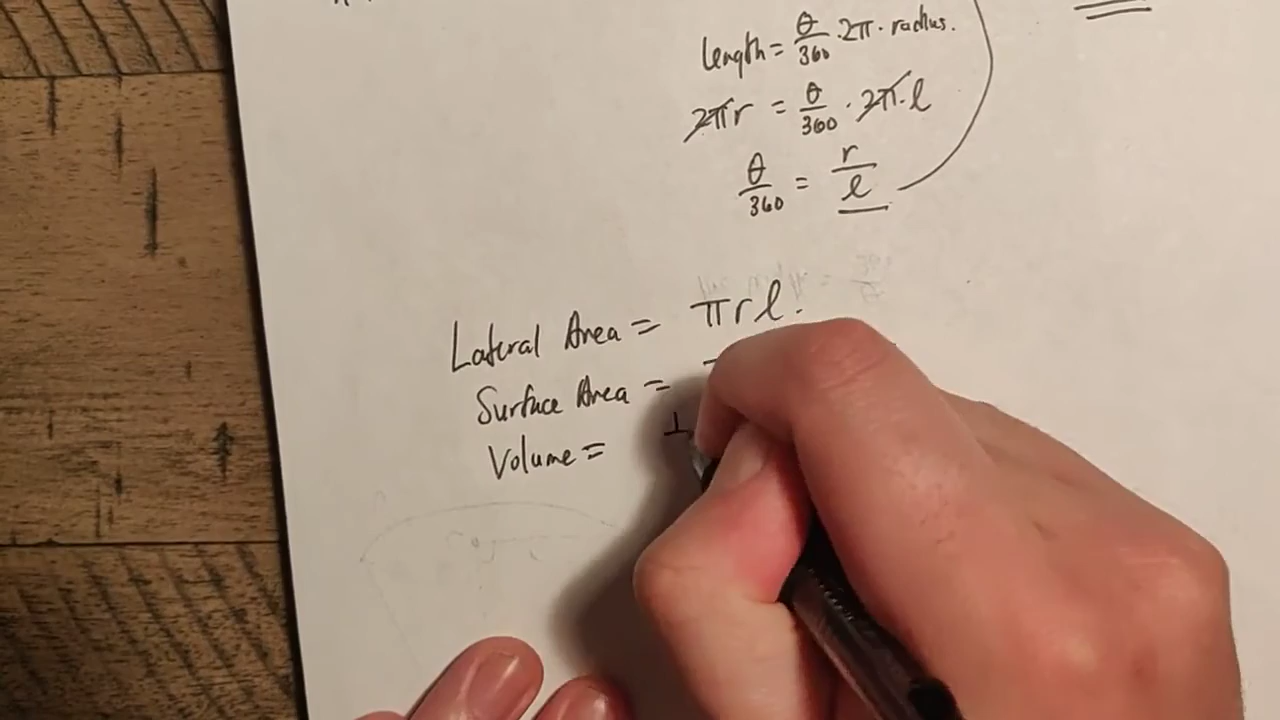 length = θ/360 · 2π · radius.
2πr = θ/360 · 2π · l
θ/360 = r/l
Lateral Area = πrl.
Surface Area =
Volume =